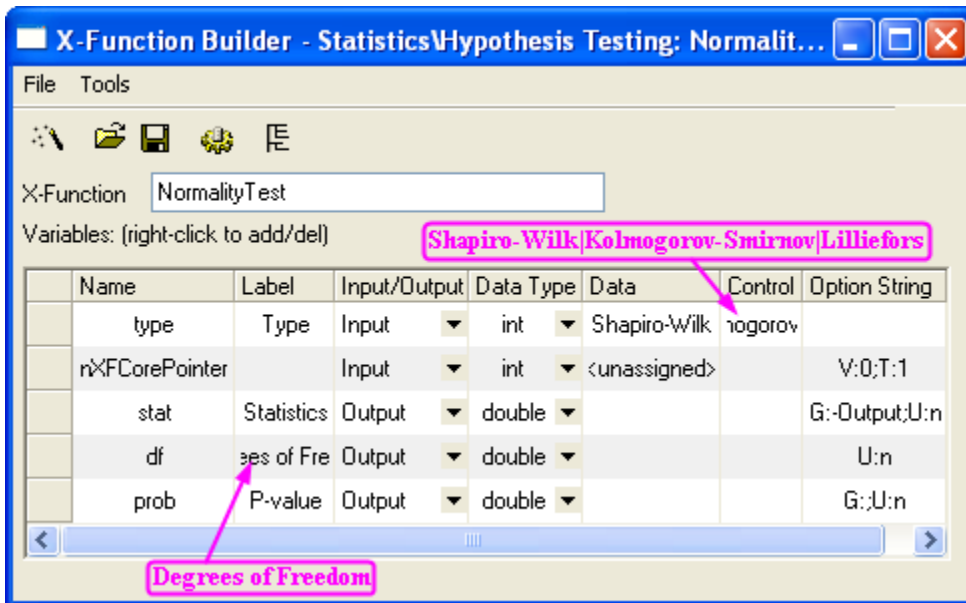 X-Function Builder - Statistics\Hypothesis Testing: Normalit...
File Tools
X-Function NormalityTest
Variables: (right-click to add/del)
Shapiro-Wilk|Kolmogorov-Smirnov|Lilliefors
Name Label Input/Output Data Type Data Control Option String
type Type Input int Shapiro-Wilk nogorov
nXFCorePointer Input int <unassigned> V:0;T:1
stat Statistics Output double G:-Output;U:n
df ees of Fre Output double U:n
prob P-value Output double G:;U:n
Degrees of Freedom